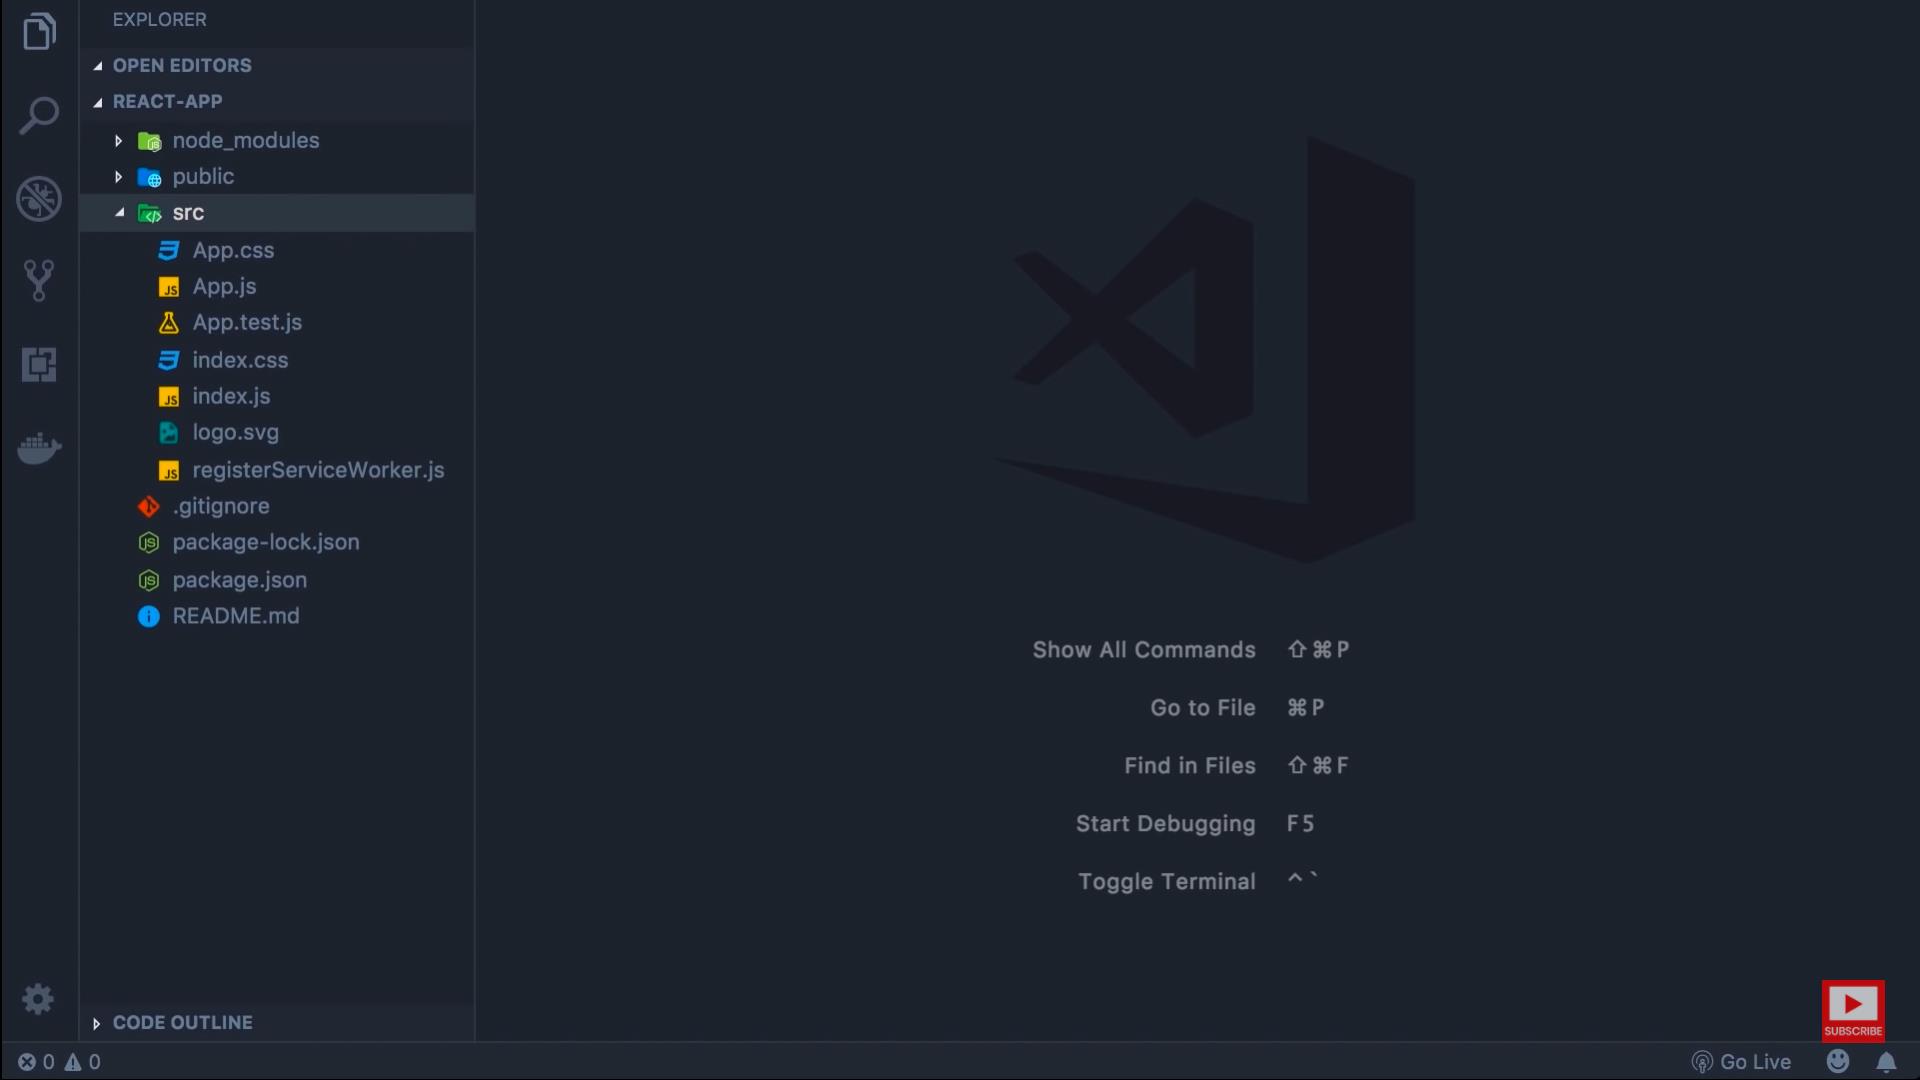 EXPLORER
OPEN EDITORS
REACT-APP
node_modules
public
src
App.css
App.js
App.test.js
index.css
index.js
logo.svg
registerServiceWorker.js
.gitignore
package-lock.json
package.json
README.md
Show All Commands ⇧⌘P
Go to File ⌘P
Find in Files ⇧⌘F
Start Debugging F5
Toggle Terminal ^`
CODE OUTLINE
SUBSCRIBE
0 0
Go Live